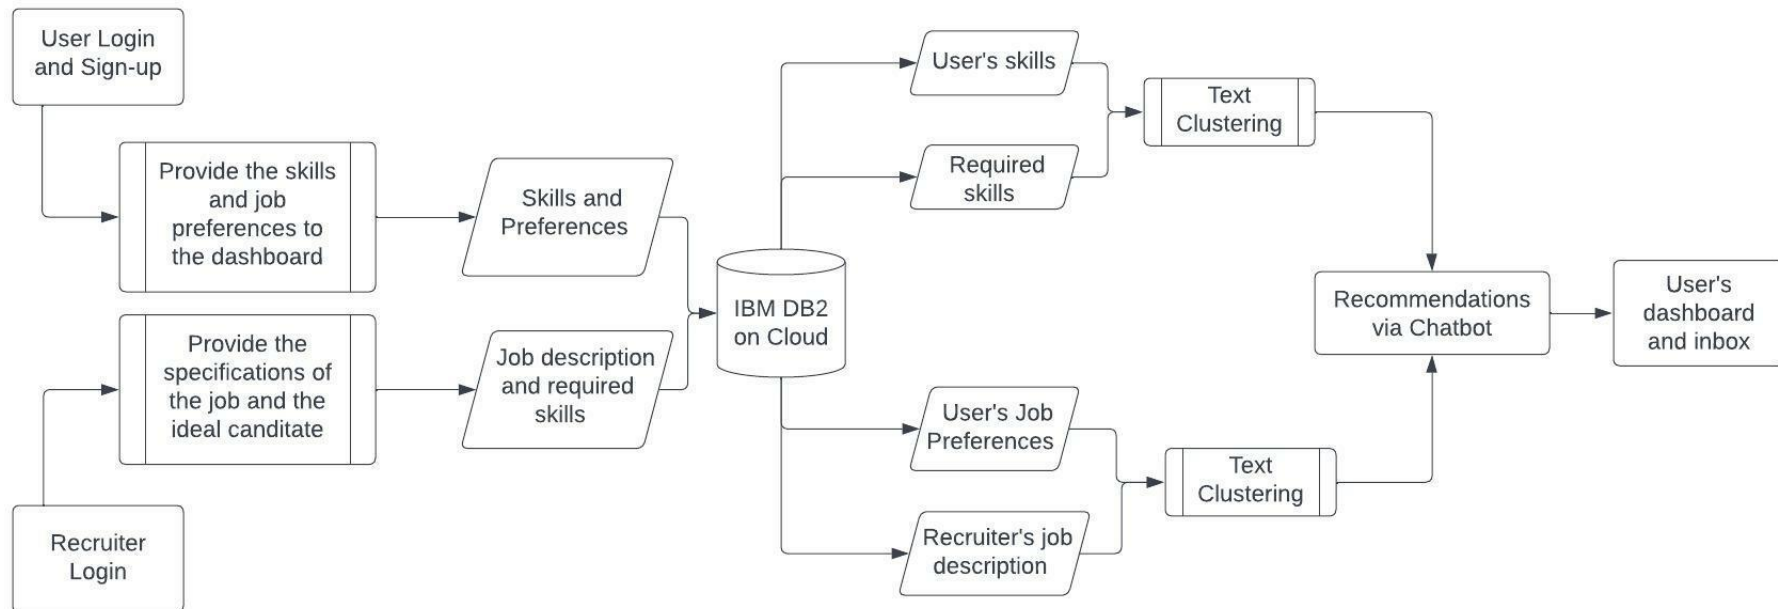 User Login
and Sign-up
Provide the skills
and job
preferences to
the dashboard
Skills and
Preferences
Provide the
specifications of
the job and the
ideal canditate
Job description
and required
skills
Recruiter
Login
IBM DB2
on Cloud
User's skills
Required
skills
Text
Clustering
User's Job
Preferences
Recruiter's job
description
Text
Clustering
Recommendations
via Chatbot
User's
dashboard
and inbox